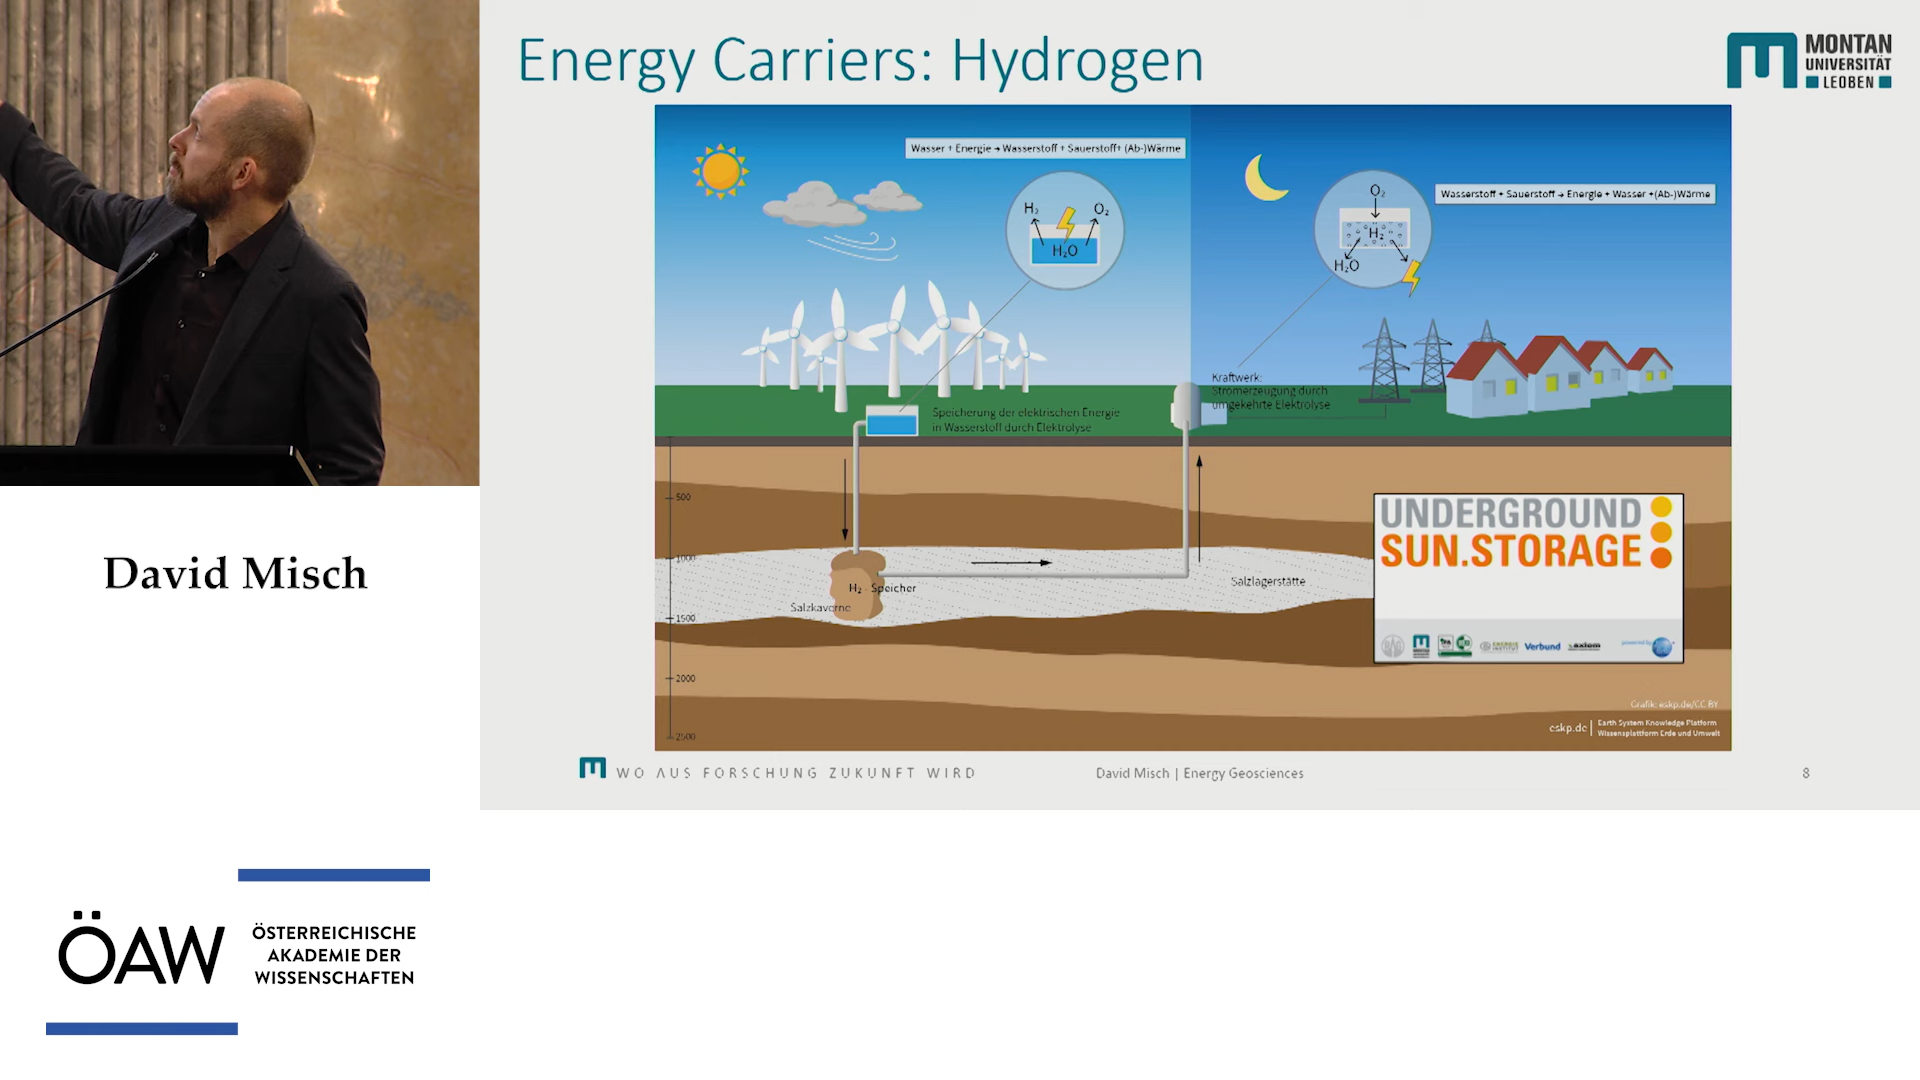 Energy Carriers: Hydrogen
MONTAN
UNIVERSITÄT
LEOBEN
Wasser + Energie → Wasserstoff + Sauerstoff+ (Ab-)Wärme
H₂
O₂
H₂O
O₂
H₂
H₂O
Wasserstoff + Sauerstoff → Energie + Wasser +(Ab-)Wärme
Kraftwerk:
Stromerzeugung durch
umgekehrte Elektrolyse
Speicherung der elektrischen Energie
in Wasserstoff durch Elektrolyse
500
1000
1500
2000
2500
H₂ - Speicher
Salzkaverne
Salzlagerstätte
UNDERGROUND
SUN.STORAGE
Verbund
axiom
powered by
Grafik: eskp.de/CC BY
eskp.de
Earth System Knowledge Platform
Wissensplattform Erde und Umwelt
WO AUS FORSCHUNG ZUKUNFT WIRD
David Misch | Energy Geosciences
8
David Misch
ÖAW
ÖSTERREICHISCHE
AKADEMIE DER
WISSENSCHAFTEN